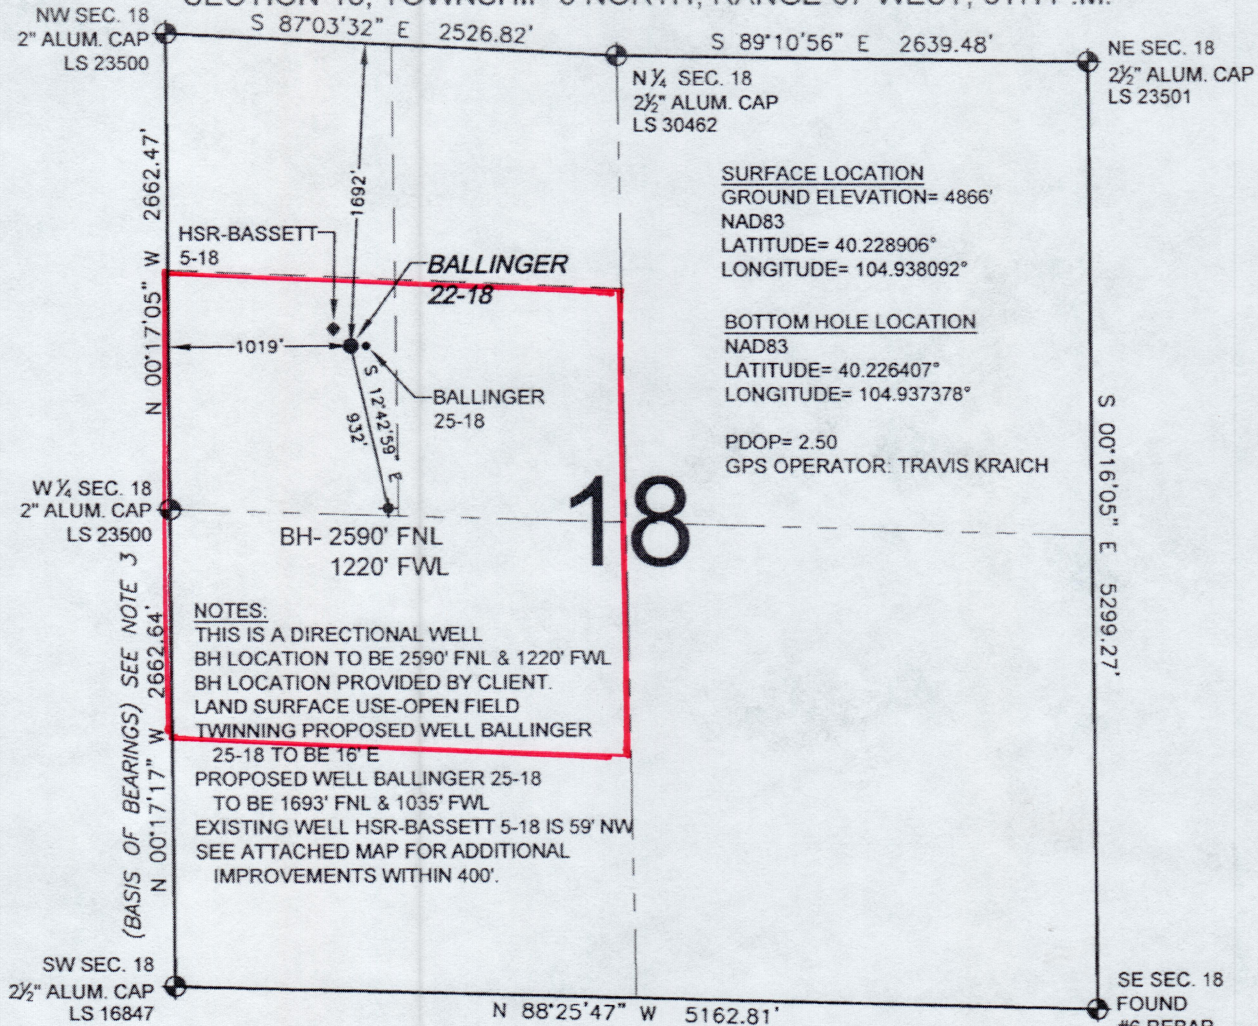 NW SEC. 18
2" ALUM. CAP
LS 23500
S 87°03'32" E 2526.82'
S 89°10'56" E 2639.48'
NE SEC. 18
2½" ALUM. CAP
LS 23501
N ¼ SEC. 18
2½" ALUM. CAP
LS 30462
N 00°17'05" W 2662.47'
1692'
HSR-BASSETT
5-18
BALLINGER
22-18
1019'
BALLINGER
25-18
S 12°42'59" E
932'
SURFACE LOCATION
GROUND ELEVATION= 4866'
NAD83
LATITUDE= 40.228906°
LONGITUDE= 104.938092°
BOTTOM HOLE LOCATION
NAD83
LATITUDE= 40.226407°
LONGITUDE= 104.937378°
PDOP= 2.50
GPS OPERATOR: TRAVIS KRAICH
W ¼ SEC. 18
2" ALUM. CAP
LS 23500
18
BH- 2590' FNL
1220' FWL
S 00°16'05" E 5299.27'
(BASIS OF BEARINGS) SEE NOTE 3
N 00°17'17" W 2662.64'
NOTES:
THIS IS A DIRECTIONAL WELL
BH LOCATION TO BE 2590' FNL & 1220' FWL
BH LOCATION PROVIDED BY CLIENT.
LAND SURFACE USE-OPEN FIELD
TWINNING PROPOSED WELL BALLINGER
25-18 TO BE 16' E
PROPOSED WELL BALLINGER 25-18
TO BE 1693' FNL & 1035' FWL
EXISTING WELL HSR-BASSETT 5-18 IS 59' NW
SEE ATTACHED MAP FOR ADDITIONAL
IMPROVEMENTS WITHIN 400'.
SW SEC. 18
2½" ALUM. CAP
LS 16847
N 88°25'47" W 5162.81'
SE SEC. 18
FOUND
#6 REBAR